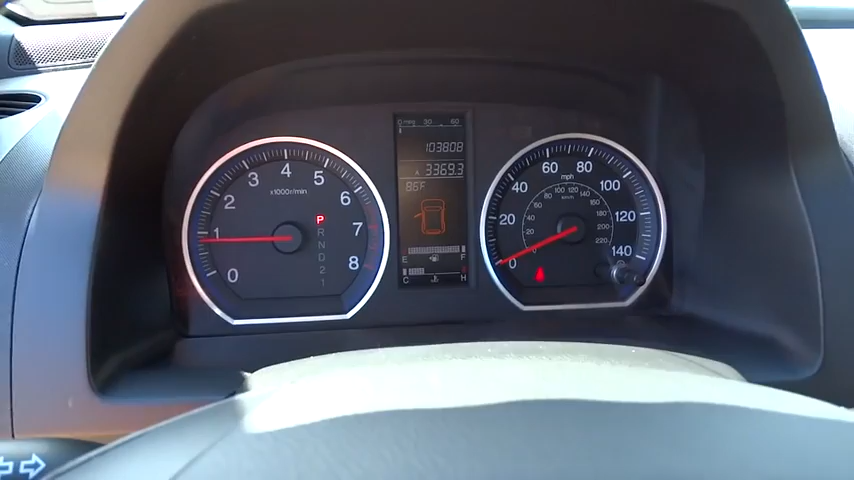 0 mpg 30 60
103808
A 3369.3
86F
E F
C H
0 1 2 3 4 5 6 7 8
x1000r/min
P
R
N
D
2
1
0 20 40 60 80 100 120 140
mph
km/h
0 20 40 60 80 100 120 140 160 180 200 220